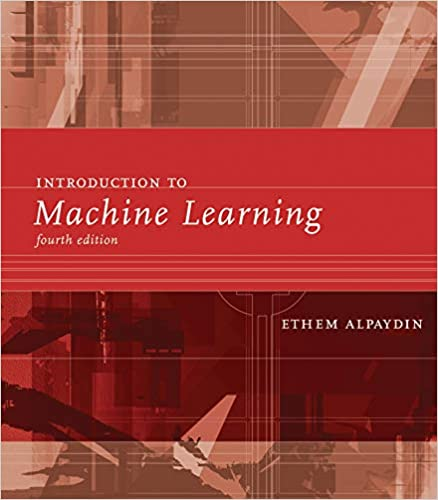 INTRODUCTION TO
Machine Learning
fourth edition
ETHEM ALPAYDIN